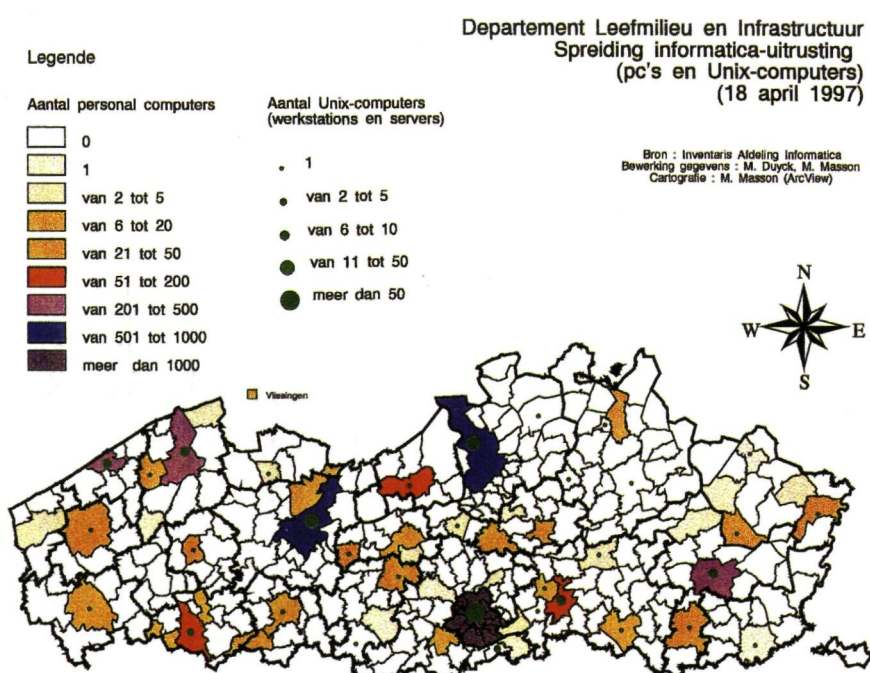 Departement Leefmilieu en Infrastructuur
Spreiding informatica-uitrusting
(pc's en Unix-computers)
(18 april 1997)
Bron : Inventaris Afdeling Informatica
Bewerking gegevens : M. Duyck, M. Masson
Cartografie : M. Masson (ArcView)
Legende
Aantal personal computers
0
1
van 2 tot 5
van 6 tot 20
van 21 tot 50
van 51 tot 200
van 201 tot 500
van 501 tot 1000
meer dan 1000
Aantal Unix-computers
(werkstations en servers)
1
van 2 tot 5
van 6 tot 10
van 11 tot 50
meer dan 50
N
W E
S
Vlissingen